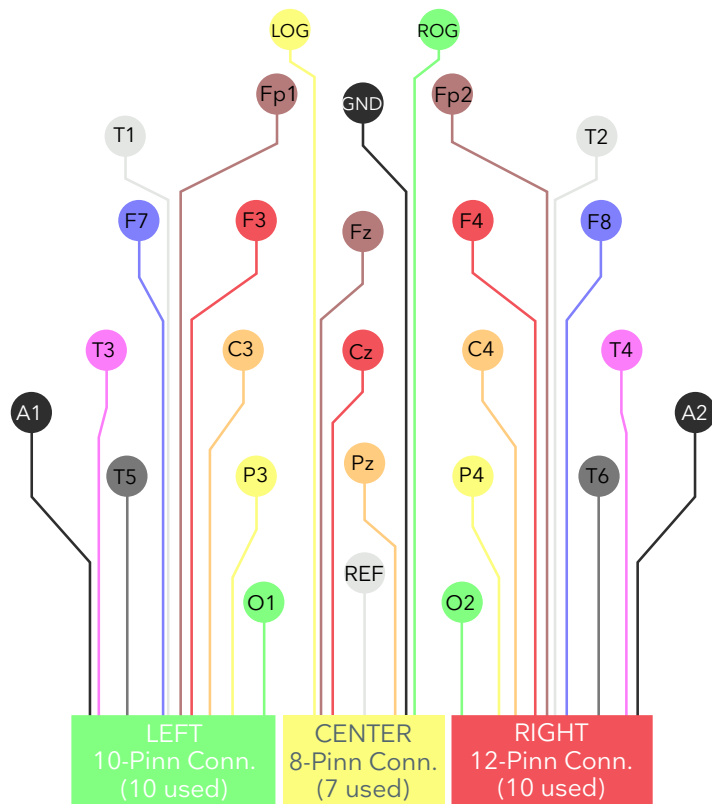 LOG
ROG
Fp1
GND
Fp2
T1
T2
F7
F3
Fz
F4
F8
T3
C3
Cz
C4
T4
A1
A2
T5
P3
Pz
P4
T6
REF
O1
O2
LEFT
10-Pinn Conn.
(10 used)
CENTER
8-Pinn Conn.
(7 used)
RIGHT
12-Pinn Conn.
(10 used)